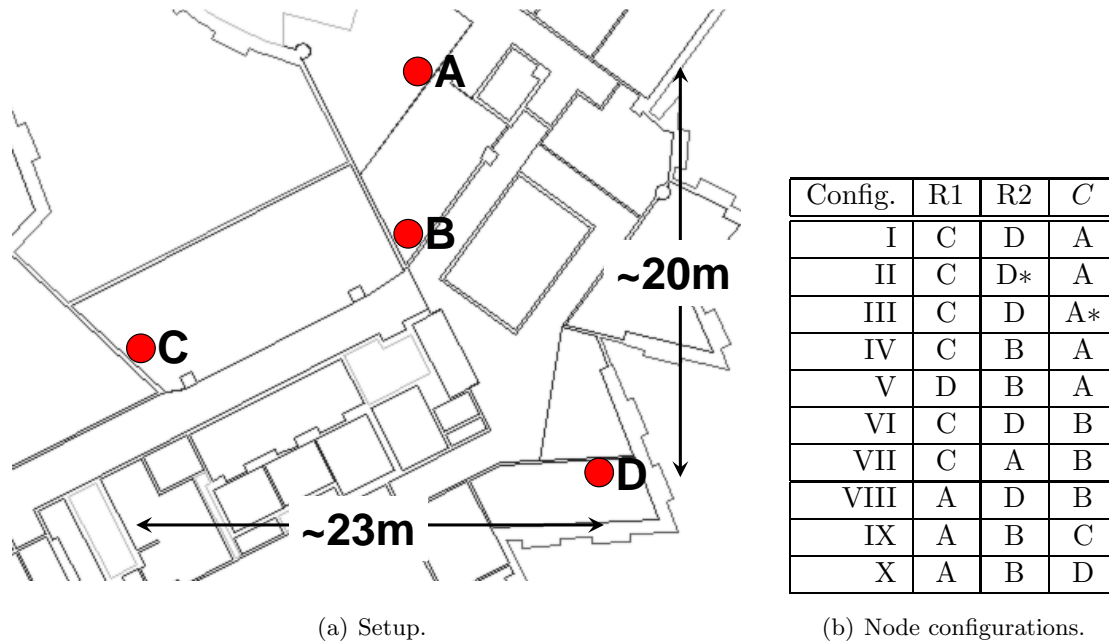 A
B
~20m
C
D
~23m
(a) Setup.
Config. R1 R2 C
I C D A
II C D* A
III C D A*
IV C B A
V D B A
VI C D B
VII C A B
VIII A D B
IX A B C
X A B D
(b) Node configurations.